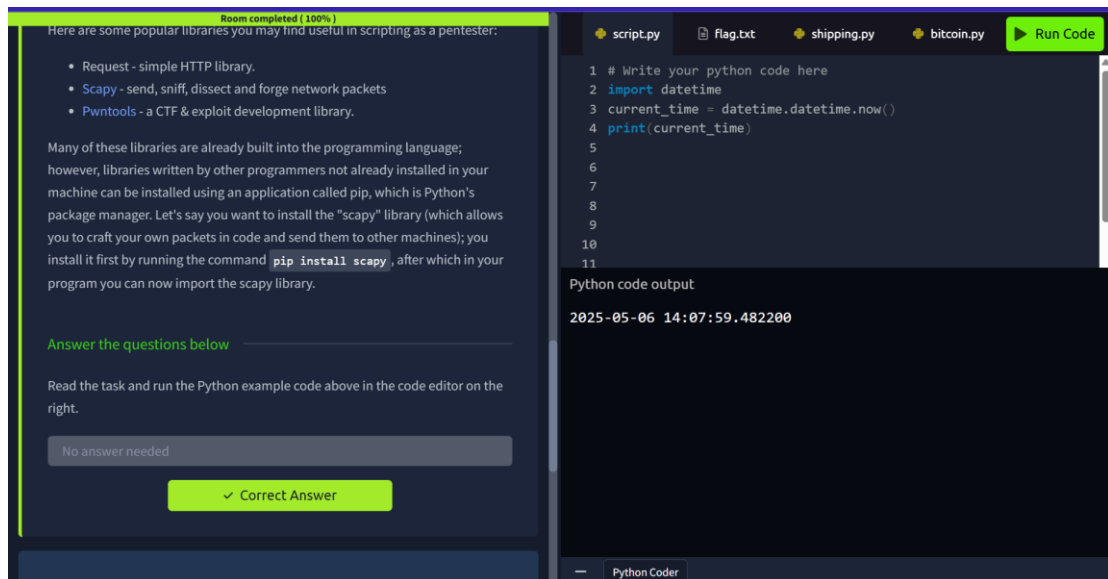 Room completed ( 100% )
Here are some popular libraries you may find useful in scripting as a pentester:
• Request - simple HTTP library.
• Scapy - send, sniff, dissect and forge network packets
• Pwntools - a CTF & exploit development library.
Many of these libraries are already built into the programming language;
however, libraries written by other programmers not already installed in your
machine can be installed using an application called pip, which is Python's
package manager. Let's say you want to install the "scapy" library (which allows
you to craft your own packets in code and send them to other machines); you
install it first by running the command pip install scapy , after which in your
program you can now import the scapy library.
Answer the questions below
Read the task and run the Python example code above in the code editor on the
right.
No answer needed
✓ Correct Answer
script.py flag.txt shipping.py bitcoin.py Run Code
1 # Write your python code here
2 import datetime
3 current_time = datetime.datetime.now()
4 print(current_time)
5
6
7
8
9
10
11
Python code output
2025-05-06 14:07:59.482200
Python Coder